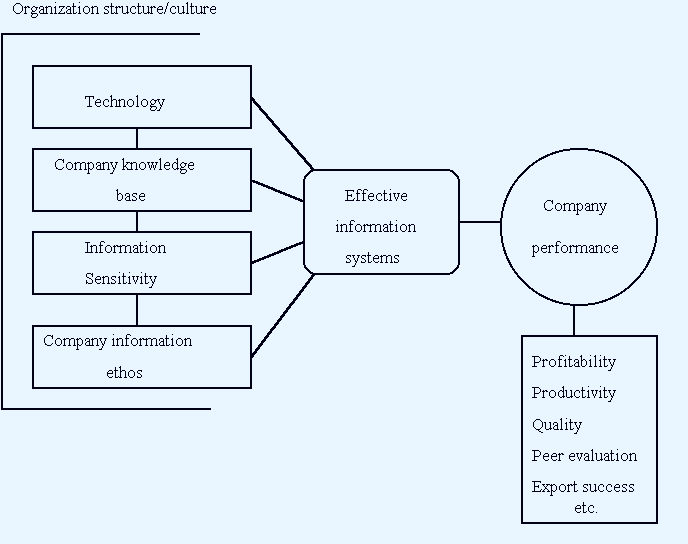 Organization structure/culture
Technology
Company knowledge
base
Information
Sensitivity
Company information
ethos
Effective
information
systems
Company
performance
Profitability
Productivity
Quality
Peer evaluation
Export success
etc.